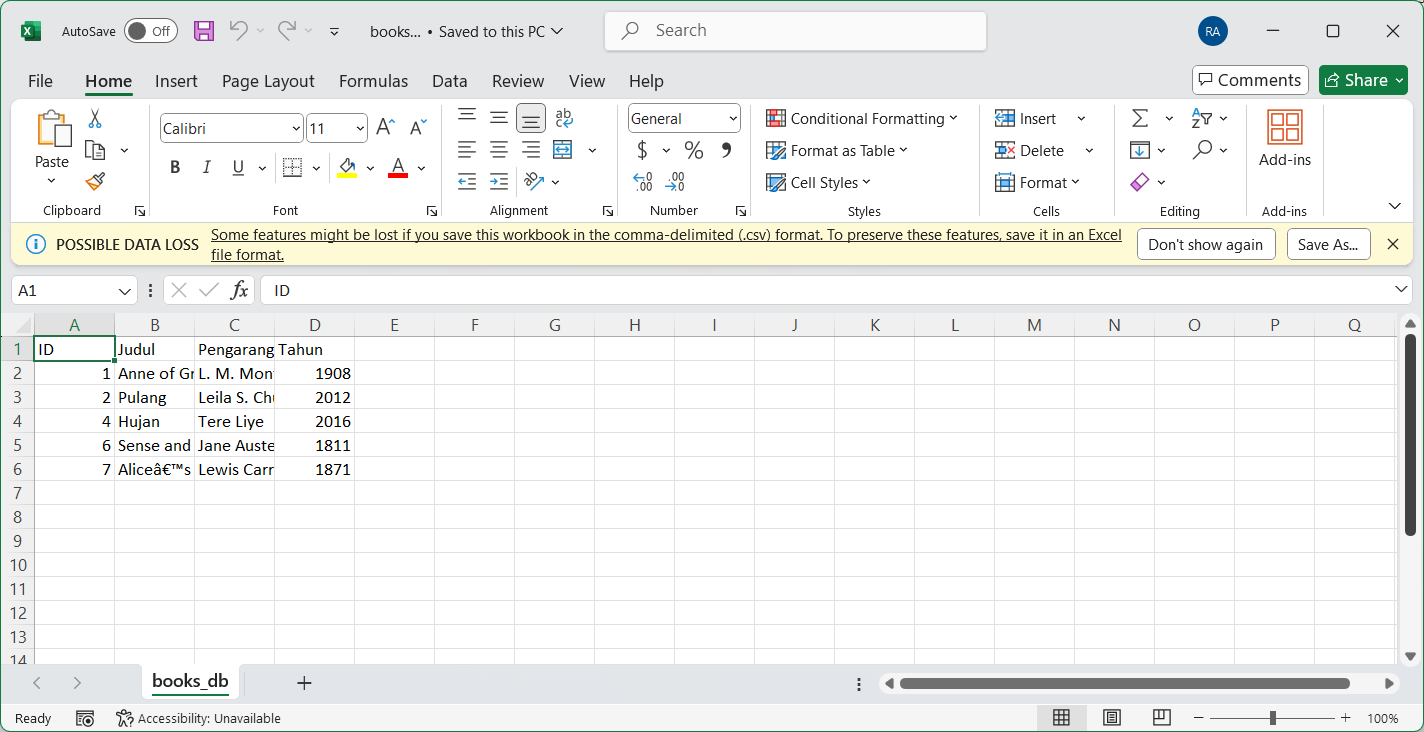 AutoSave Off books... • Saved to this PC Search RA
File Home Insert Page Layout Formulas Data Review View Help Comments Share
Paste
Clipboard
Calibri 11
B I U A
Font
ab
Alignment
General
$ % ,
Number
Conditional Formatting
Format as Table
Cell Styles
Styles
Insert
Delete
Format
Cells
Editing
Add-ins
Add-ins
POSSIBLE DATA LOSS Some features might be lost if you save this workbook in the comma-delimited (.csv) format. To preserve these features, save it in an Excel
file format.
Don't show again Save As...
A1 fx ID
A B C D E F G H I J K L M N O P Q
1 ID Judul Pengarang Tahun
2 1 Anne of Gr L. M. Mon 1908
3 2 Pulang Leila S. Chu 2012
4 4 Hujan Tere Liye 2016
5 6 Sense and Jane Auste 1811
6 7 Aliceâ€™s Lewis Carr 1871
7
8
9
10
11
12
13
14
books_db
Ready Accessibility: Unavailable 100%